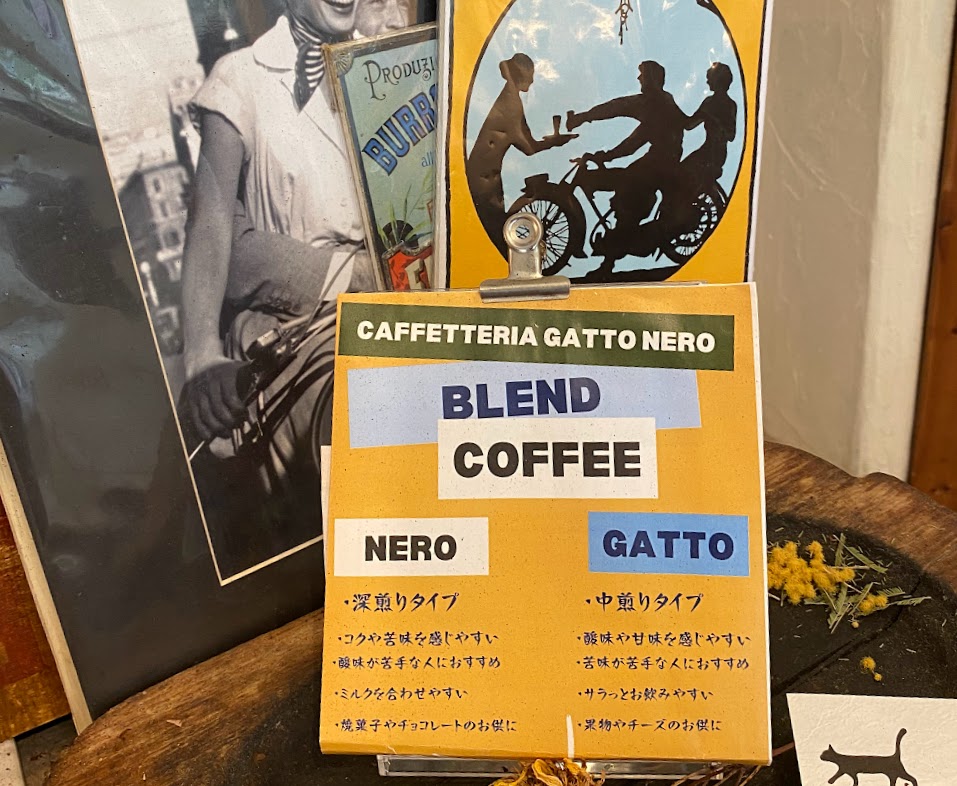 PRODUZI
BURR
CAFFETTERIA GATTO NERO
BLEND
COFFEE
NERO
・深煎りタイプ
・コクや苦味を感じやすい
・酸味が苦手な人におすすめ
・ミルクを合わせやすい
・焼菓子やチョコレートのお供に
GATTO
・中煎りタイプ
・酸味や甘味を感じやすい
・苦味が苦手な人におすすめ
・サラっとお飲みやすい
・果物やチーズのお供に